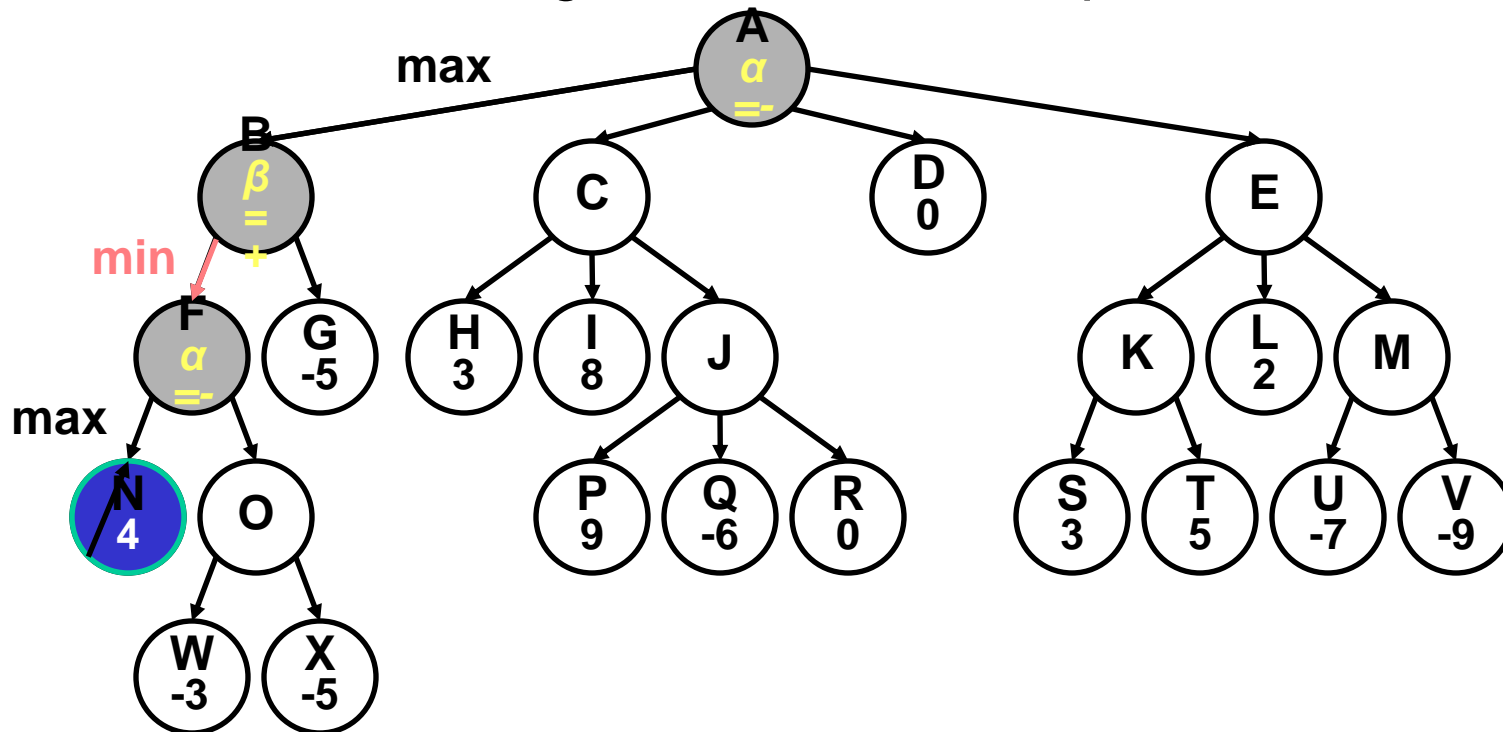 A
α
=-
max
B
β
=
+
C
D
0
E
min
F
α
=-
G
-5
H
3
I
8
J
K
L
2
M
max
N
4
O
P
9
Q
-6
R
0
S
3
T
5
U
-7
V
-9
W
-3
X
-5